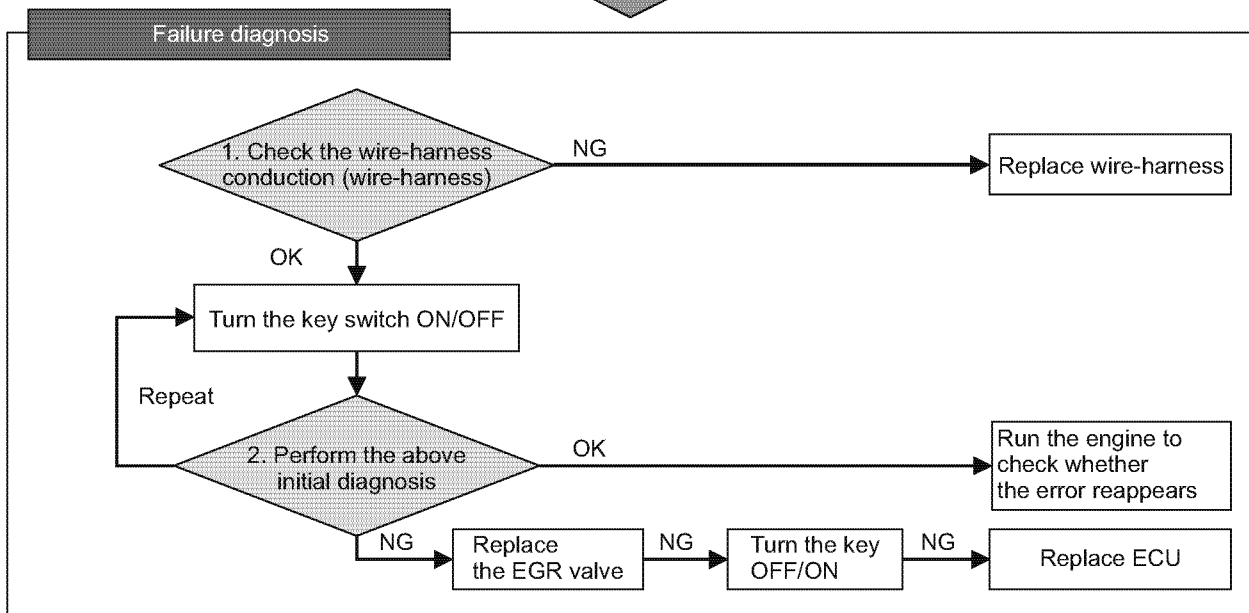 Failure diagnosis
1. Check the wire-harness
conduction (wire-harness)
NG
Replace wire-harness
OK
Turn the key switch ON/OFF
Repeat
2. Perform the above
initial diagnosis
OK
Run the engine to
check whether
the error reappears
NG
Replace
the EGR valve
NG
Turn the key
OFF/ON
NG
Replace ECU